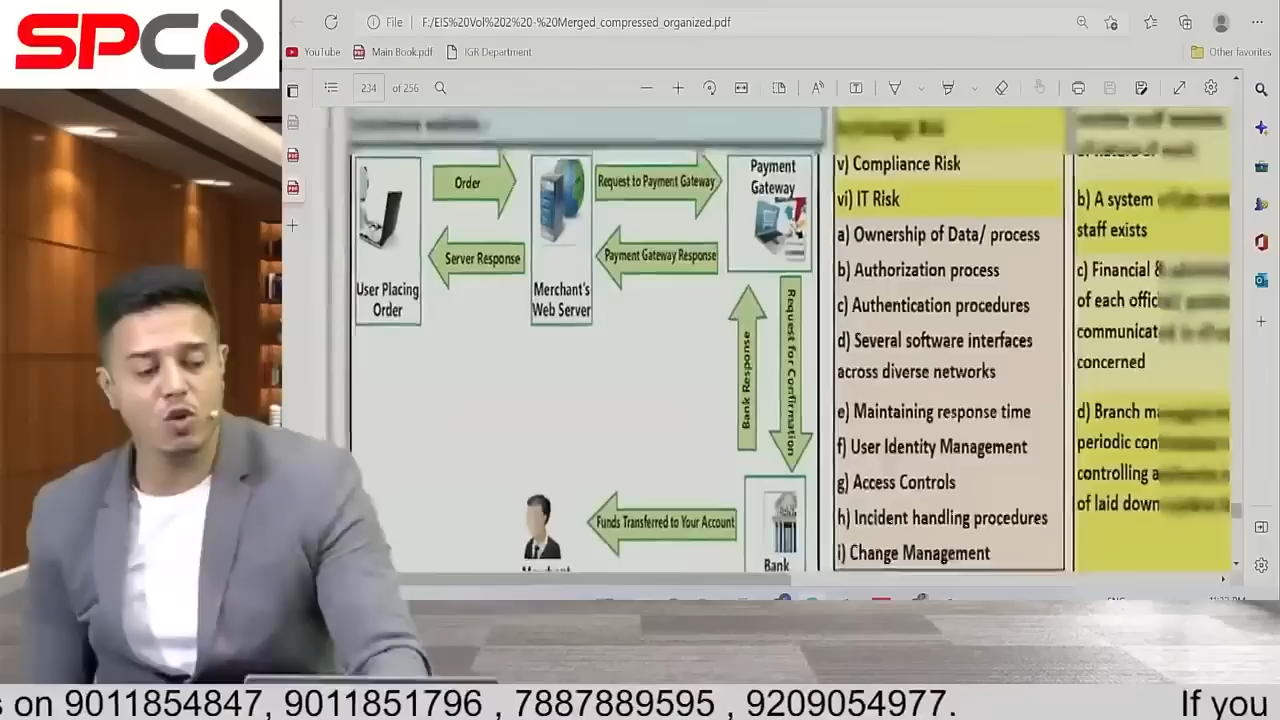 SPC
File
F:/EIS%20Vol%202%20-%20Merged_compressed_organized.pdf
YouTube
Main Book.pdf
IGR Department
Other favorites
234 of 256
User Placing
Order
Order
Server Response
Merchant's
Web Server
Request to Payment Gateway
Payment Gateway Response
Payment
Gateway
Bank Response
Request for Confirmation
Funds Transferred to Your Account
Bank
v) Compliance Risk
vi) IT Risk
a) Ownership of Data/ process
b) Authorization process
c) Authentication procedures
d) Several software interfaces
across diverse networks
e) Maintaining response time
f) User Identity Management
g) Access Controls
h) Incident handling procedures
i) Change Management
b) A system
staff exists
c) Financial &
of each offic
communicat
concerned
d) Branch m
periodic con
controlling a
of laid down
s on 9011854847, 9011851796 , 7887889595 , 9209054977. If you